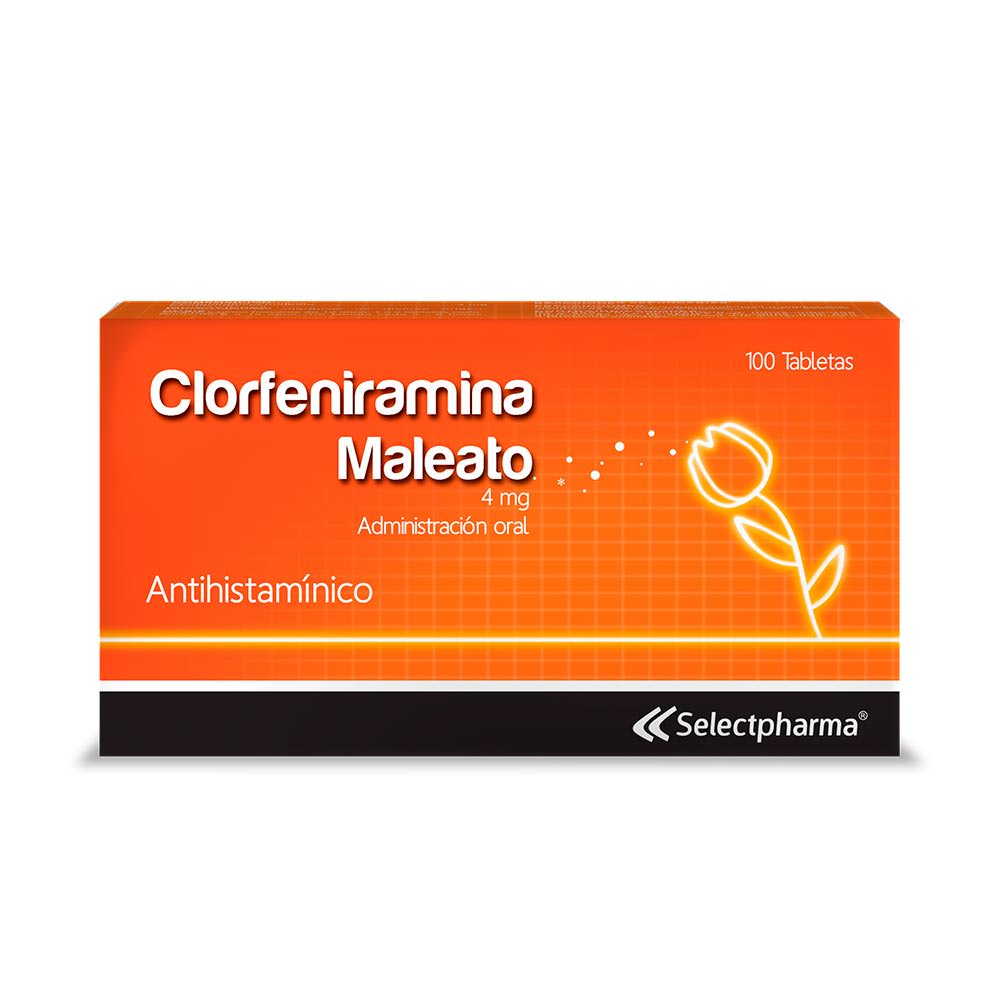 100 Tabletas
Clorfeniramina
Maleato
4 mg
Administración oral
Antihistamínico
Selectpharma®